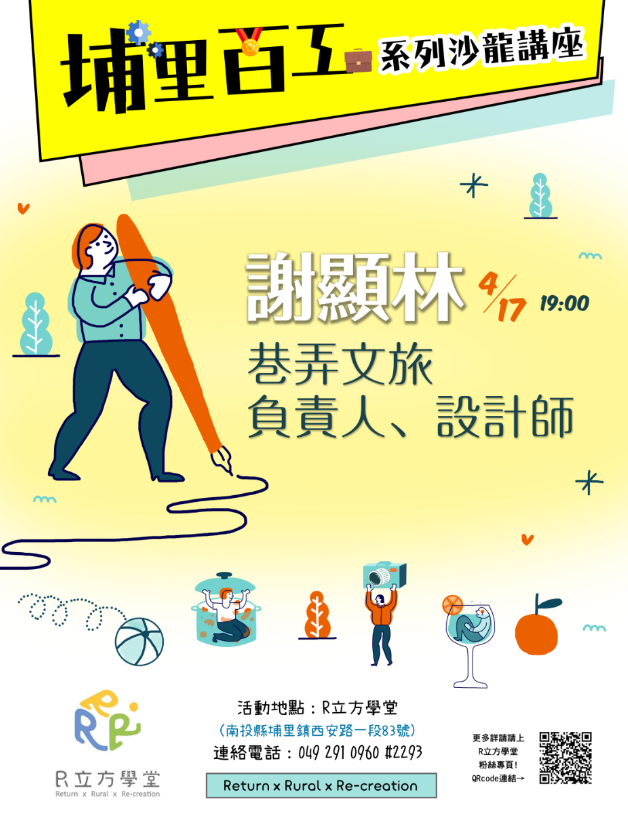 埔里百工 系列沙龍講座
謝顯林 4/17 19:00
巷弄文旅
負責人、設計師
活動地點：R立方學堂
(南投縣埔里鎮西安路一段83號)
連絡電話：049 291 0960 #2293
Return x Rural x Re-creation
R R R
R立方學堂
Return x Rural x Re-creation
更多詳請請上
R立方學堂
粉絲專頁!
QRcode連結→